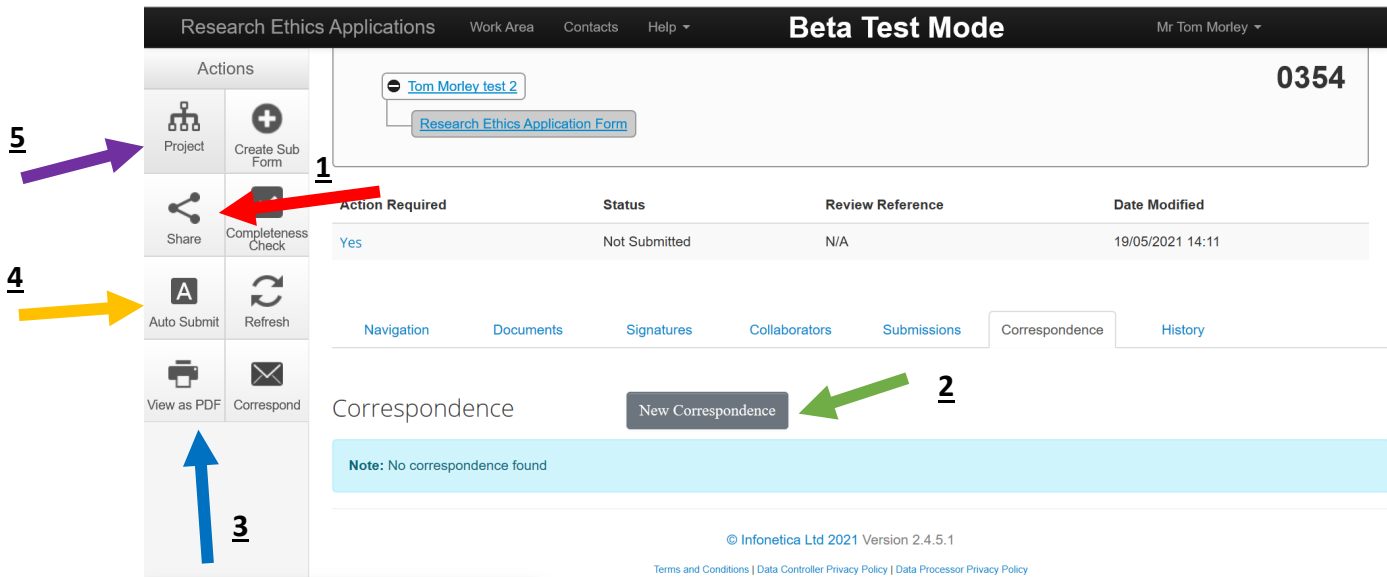 Research Ethics Applications Work Area Contacts Help Beta Test Mode Mr Tom Morley
Actions
Project
Create Sub
Form
Share
Completeness
Check
A
Auto Submit
Refresh
View as PDF
Correspond
5
1
4
3
2
Tom Morley test 2
0354
Research Ethics Application Form
Action Required Status Review Reference Date Modified
Yes Not Submitted N/A 19/05/2021 14:11
Navigation Documents Signatures Collaborators Submissions Correspondence History
Correspondence New Correspondence
Note: No correspondence found
© Infonetica Ltd 2021 Version 2.4.5.1
Terms and Conditions | Data Controller Privacy Policy | Data Processor Privacy Policy